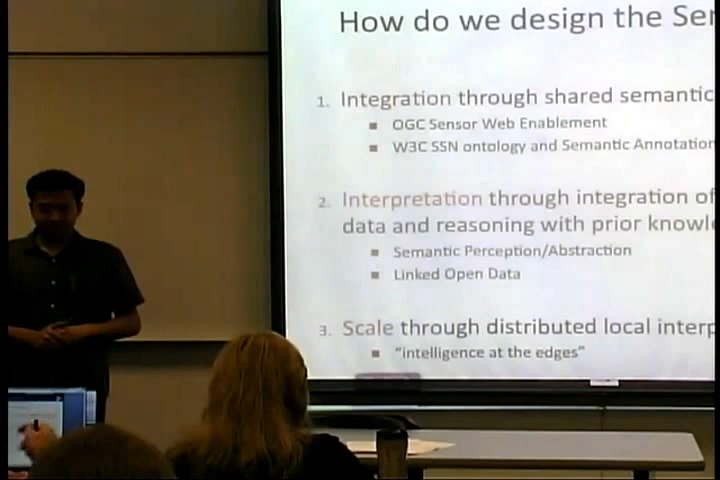 How do we design the Se
1. Integration through shared semantic
OGC Sensor Web Enablement
W3C SSN ontology and Semantic Annotation
2. Interpretation through integration of
data and reasoning with prior knowl
Semantic Perception/Abstraction
Linked Open Data
3. Scale through distributed local interp
"intelligence at the edges"